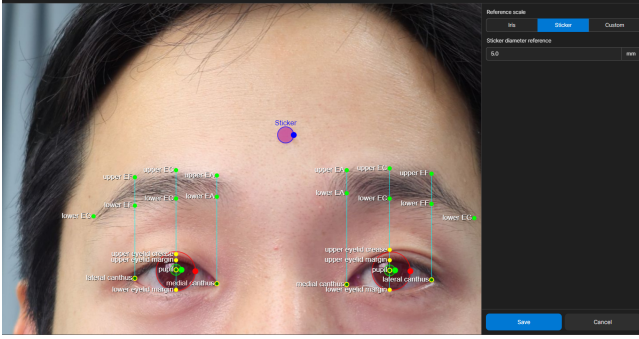 Reference scale
Iris Sticker Custom
Sticker diameter reference
5.0 mm
Sticker
upper EF upper EC upper EA
upper EA upper EC upper EF
lower EG lower EF lower EC lower EA
lower EA lower EC lower EF lower EG
upper eyelid crease
upper eyelid margin
pupil
lateral canthus
medial canthus
lower eyelid margin
upper eyelid crease
upper eyelid margin
pupil
lateral canthus
medial canthus
lower eyelid margin
Save Cancel